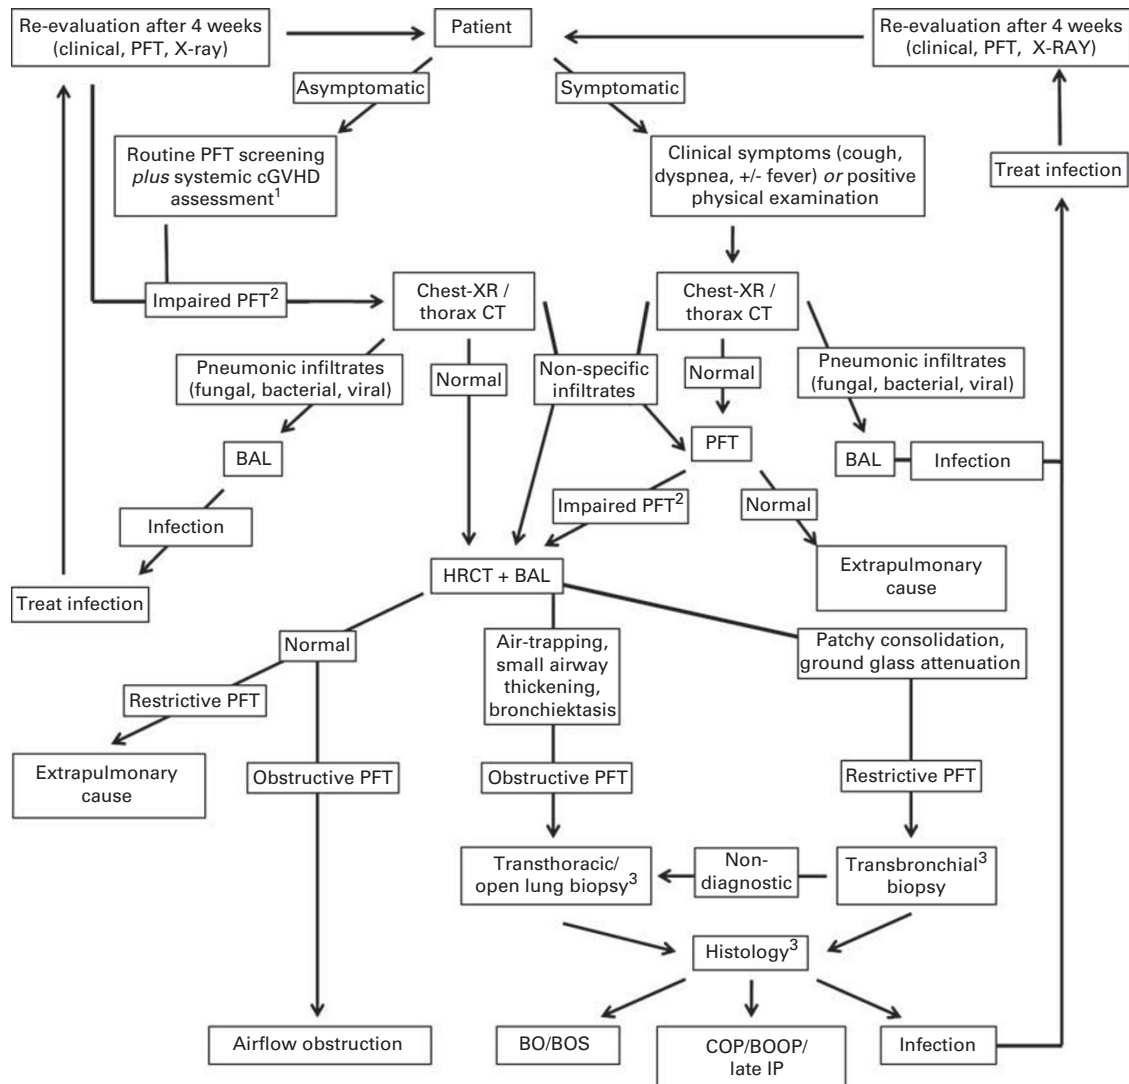 Re-evaluation after 4 weeks
(clinical, PFT, X-ray)
Patient
Re-evaluation after 4 weeks
(clinical, PFT, X-RAY)
Asymptomatic
Symptomatic
Routine PFT screening
plus systemic cGVHD
assessment1
Clinical symptoms (cough,
dyspnea, +/- fever) or positive
physical examination
Treat infection
Impaired PFT2
Chest-XR /
thorax CT
Chest-XR /
thorax CT
Pneumonic infiltrates
(fungal, bacterial, viral)
Normal
Non-specific
infiltrates
Normal
Pneumonic infiltrates
(fungal, bacterial, viral)
BAL
PFT
BAL
Infection
Infection
Impaired PFT2
Normal
HRCT + BAL
Extrapulmonary
cause
Treat infection
Normal
Air-trapping,
small airway
thickening,
bronchiektasis
Patchy consolidation,
ground glass attenuation
Restrictive PFT
Extrapulmonary
cause
Obstructive PFT
Obstructive PFT
Restrictive PFT
Transthoracic/
open lung biopsy3
Non-
diagnostic
Transbronchial3
biopsy
Histology3
Airflow obstruction
BO/BOS
COP/BOOP/
late IP
Infection